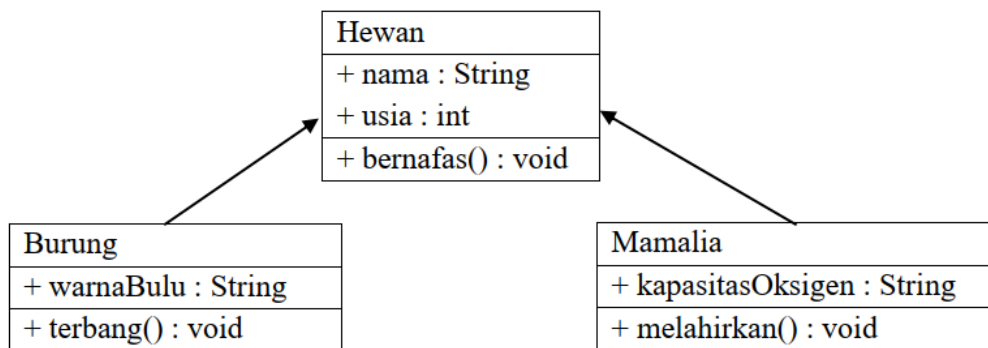 Hewan
+ nama : String
+ usia : int
+ bernafas() : void
Burung
+ warnaBulu : String
+ terbang() : void
Mamalia
+ kapasitasOksigen : String
+ melahirkan() : void